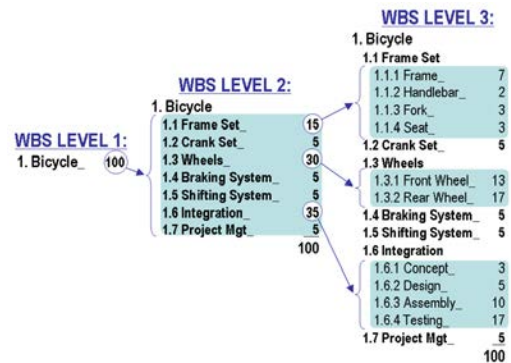 WBS LEVEL 1:
1. Bicycle_ 100
WBS LEVEL 2:
1. Bicycle
1.1 Frame Set_ 15
1.2 Crank Set_ 5
1.3 Wheels_ 30
1.4 Braking System_ 5
1.5 Shifting System_ 5
1.6 Integration_ 35
1.7 Project Mgt_ 5
100
WBS LEVEL 3:
1. Bicycle
1.1 Frame Set
1.1.1 Frame_ 7
1.1.2 Handlebar_ 2
1.1.3 Fork_ 3
1.1.4 Seat_ 3
1.2 Crank Set_ 5
1.3 Wheels
1.3.1 Front Wheel_ 13
1.3.2 Rear Wheel_ 17
1.4 Braking System_ 5
1.5 Shifting System_ 5
1.6 Integration
1.6.1 Concept_ 3
1.6.2 Design_ 5
1.6.3 Assembly_ 10
1.6.4 Testing_ 17
1.7 Project Mgt_ 5
100